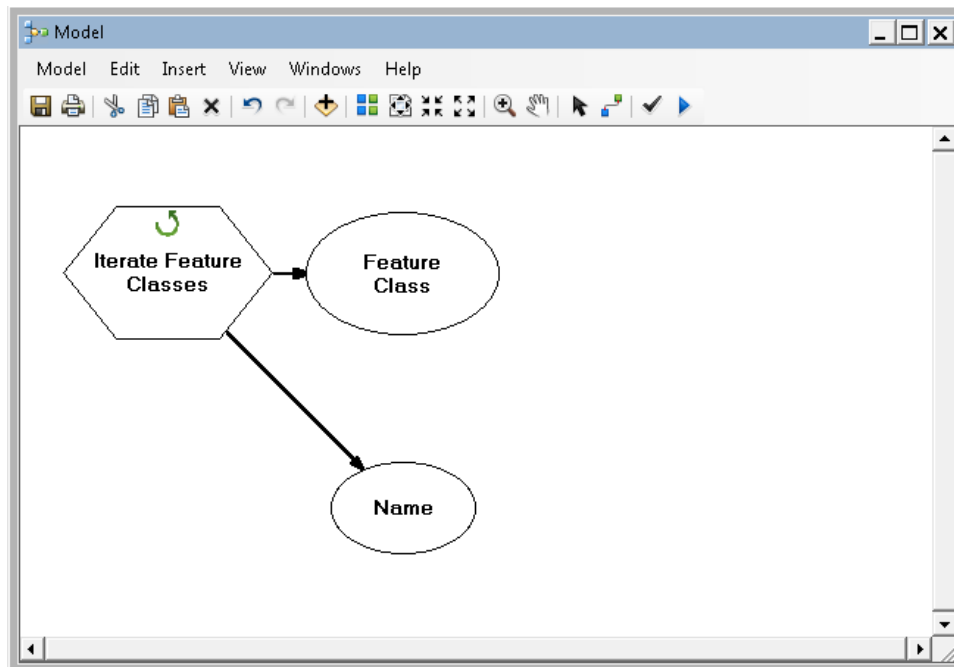 Model
Model Edit Insert View Windows Help
Iterate Feature
Classes
Feature
Class
Name